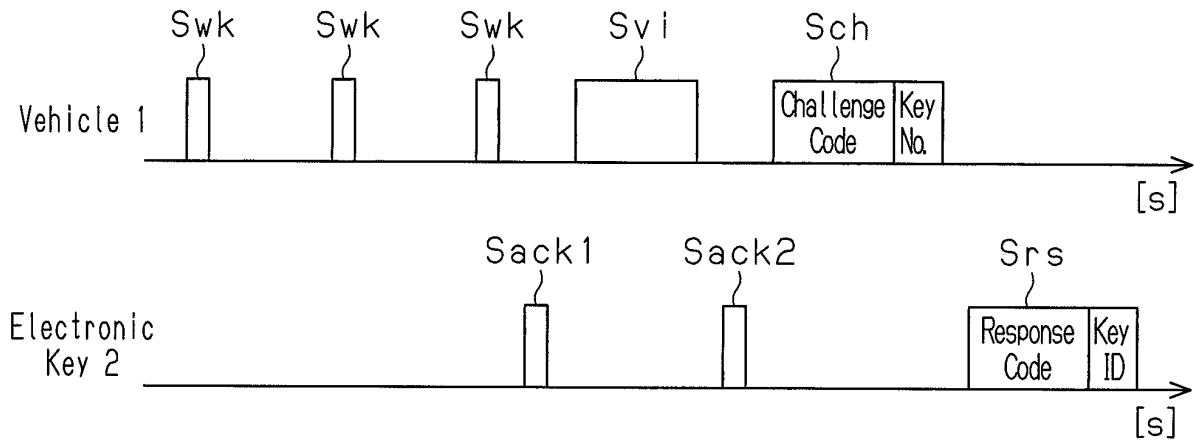 Swk Swk Swk Svi Sch
Vehicle 1
Challenge Code
Key No.
[s]
Sack1 Sack2 Srs
Electronic
Key 2
Response Code
Key ID
[s]